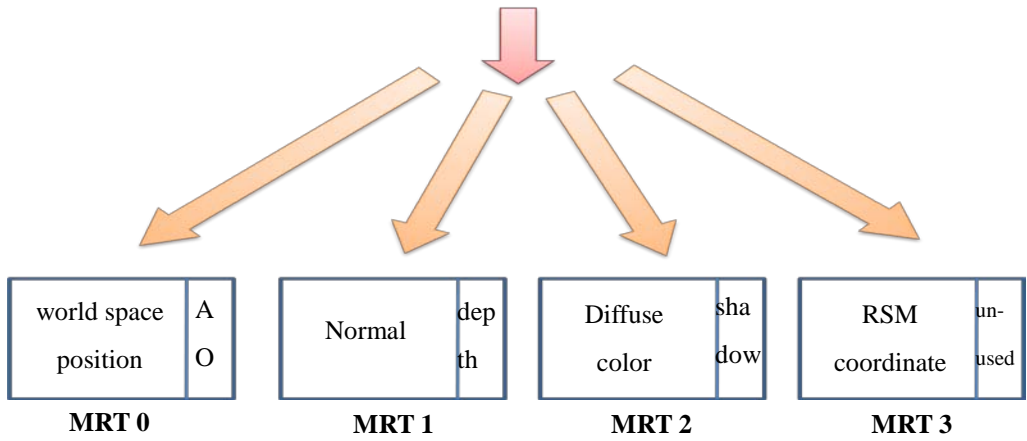 world space
position
A
O
Normal
dep
th
Diffuse
color
sha
dow
RSM
coordinate
un-
used
MRT 0
MRT 1
MRT 2
MRT 3